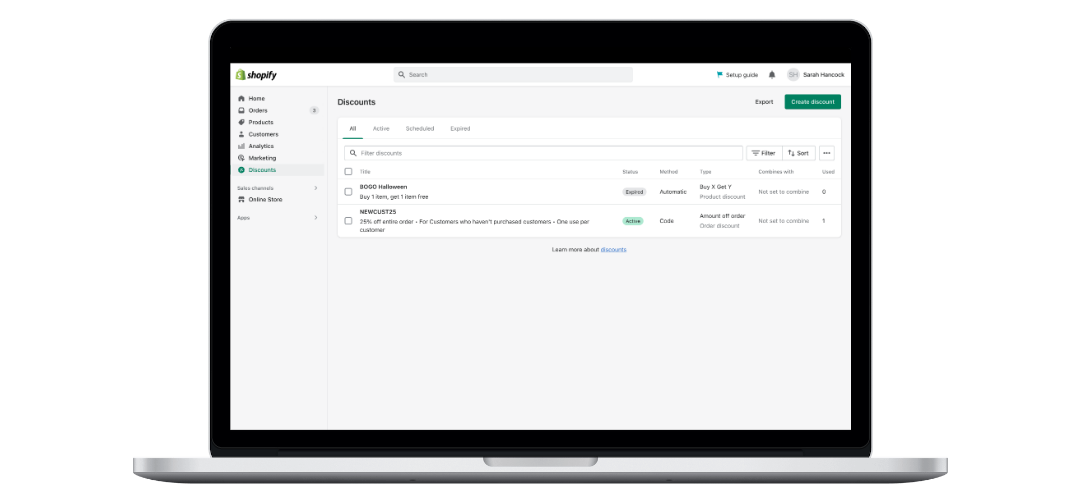 shopify
Search
Setup guide
SH
Sarah Hancock
Home
Orders
Products
Customers
Analytics
Marketing
Discounts
Sales channels
Online Store
Apps
Discounts
Export
Create discount
All Active Scheduled Expired
Filter discounts
Filter
Sort
Title Status Method Type Combines with Used
BOGO Halloween
Buy 1 item, get 1 item free
Expired
Automatic
Buy X Get Y
Product discount
Not set to combine
0
NEWCUST25
25% off entire order • For Customers who haven't purchased customers • One use per
customer
Active
Code
Amount off order
Order discount
Not set to combine
1
Learn more about discounts